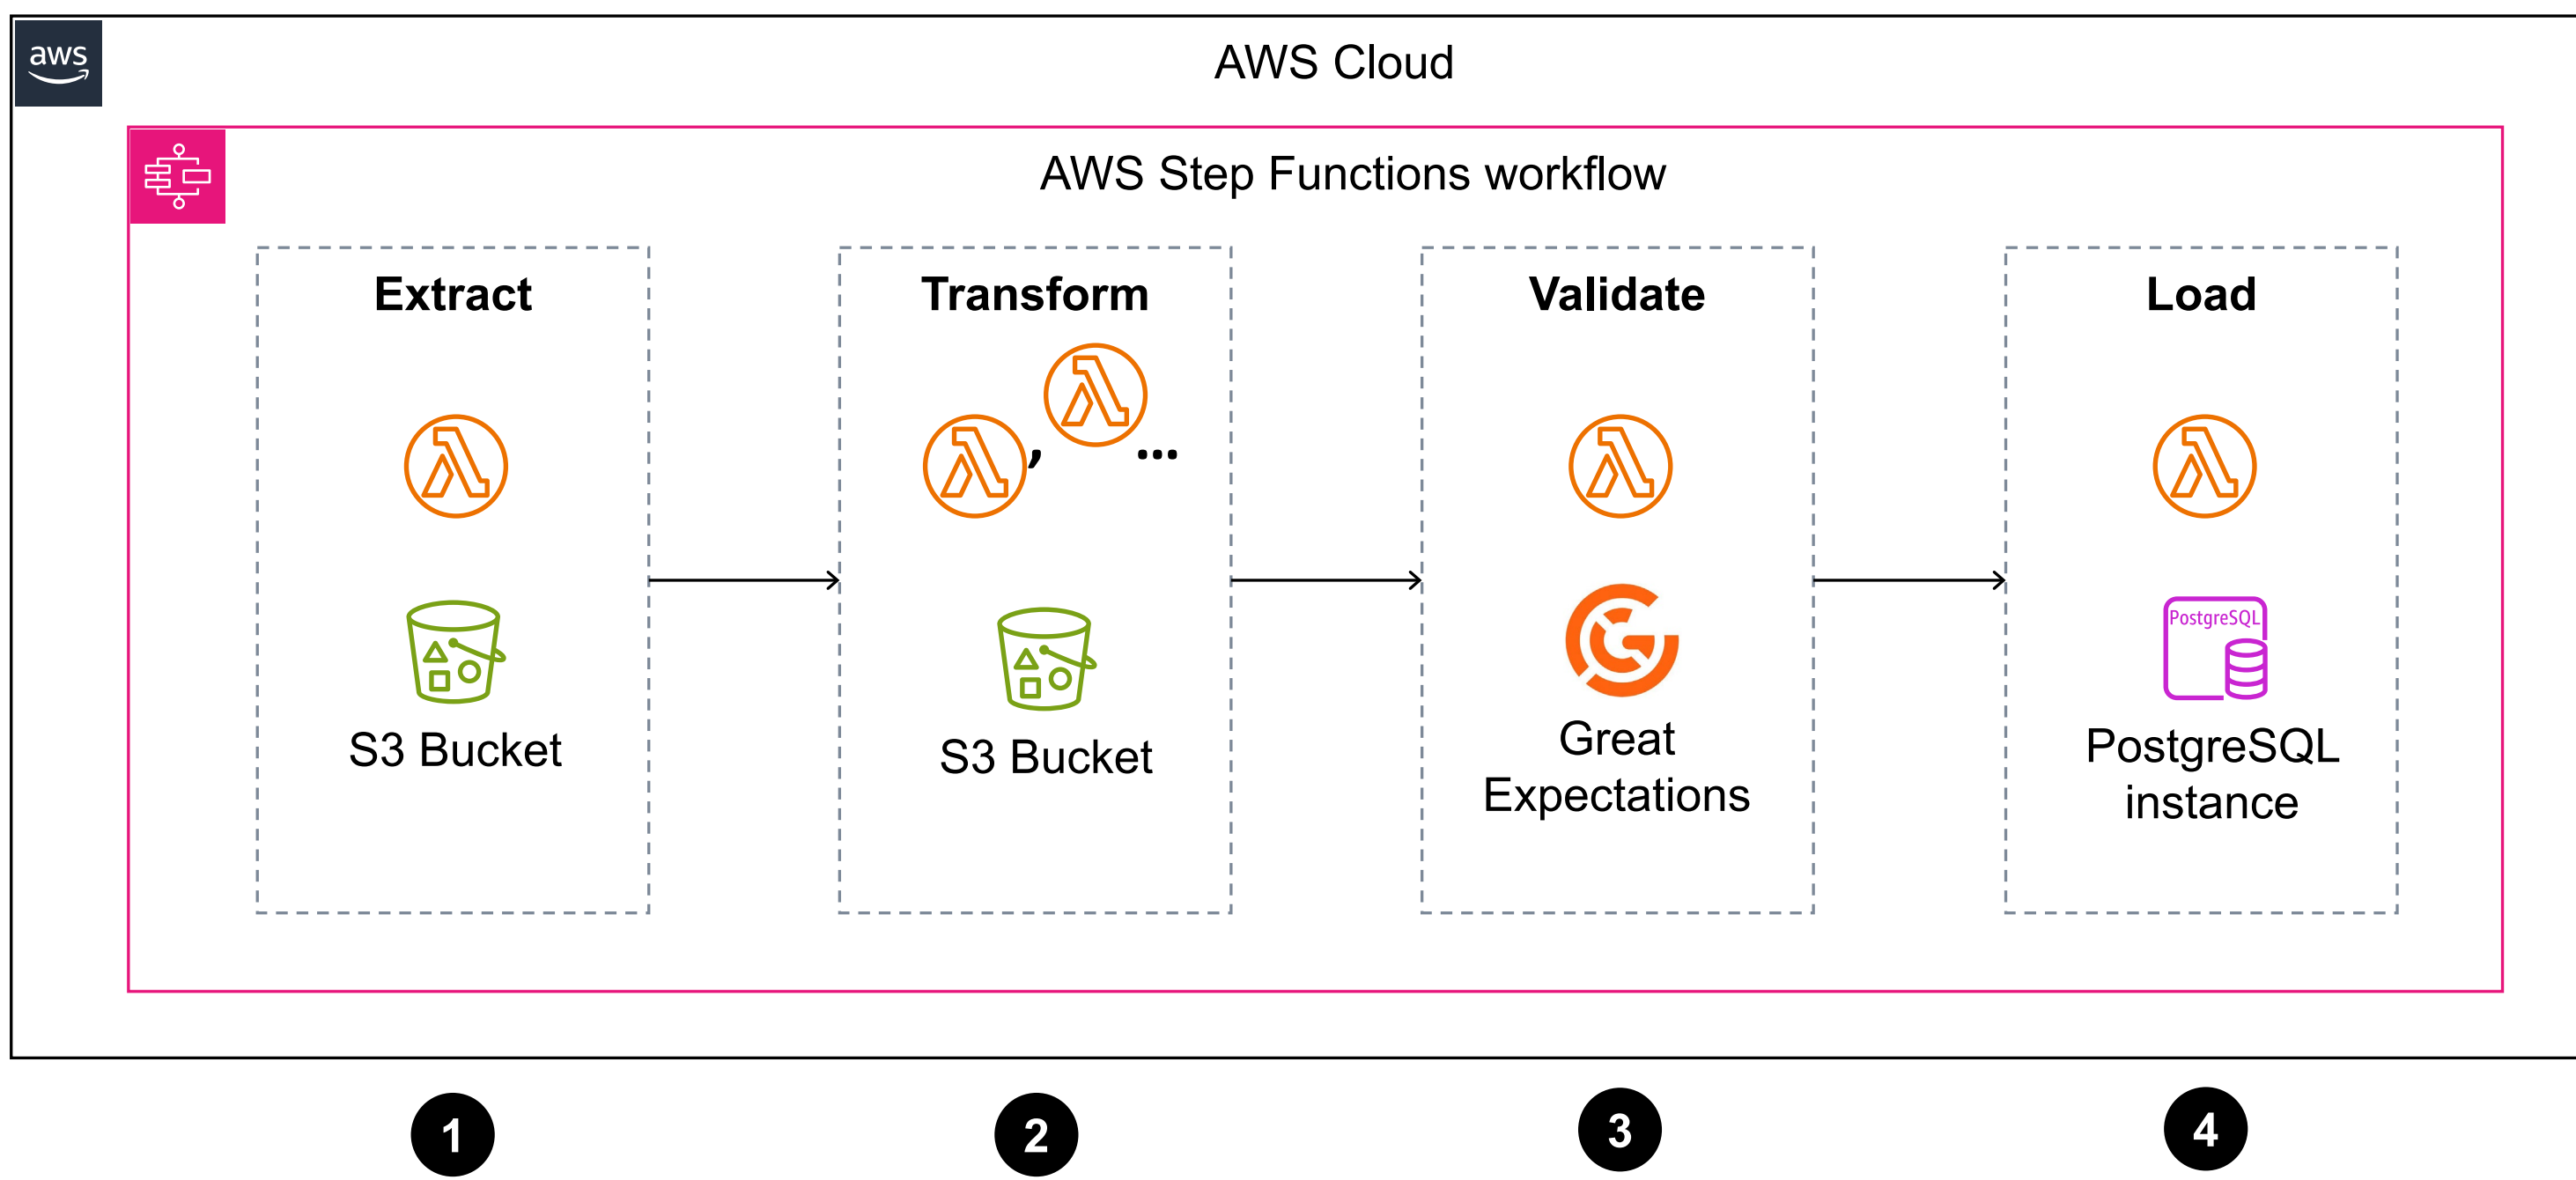 aws
AWS Cloud
AWS Step Functions workflow
Extract
Transform
Validate
Load
, ...
PostgreSQL
S3 Bucket
S3 Bucket
Great
Expectations
PostgreSQL
instance
1
2
3
4